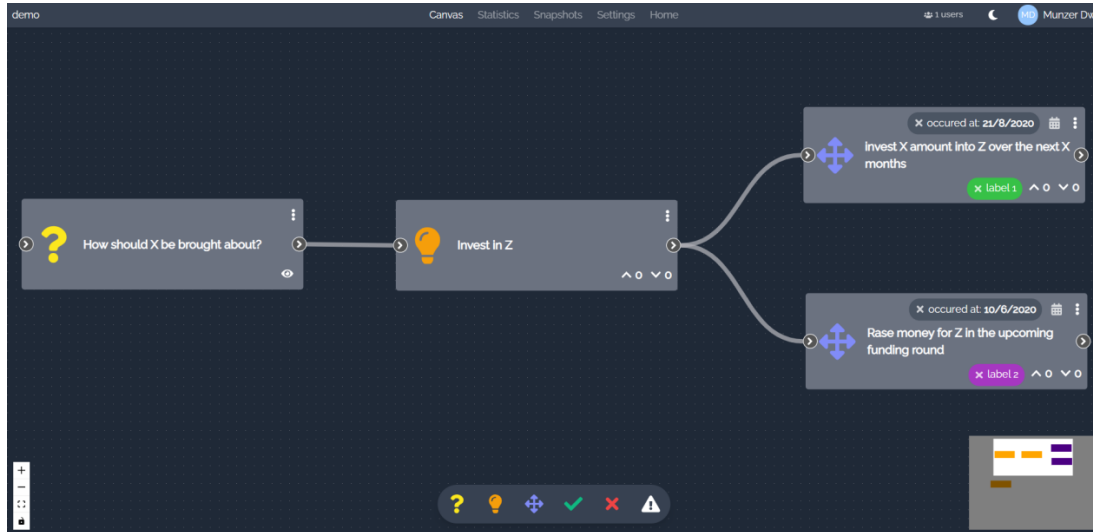 demo
Canvas Statistics Snapshots Settings Home
1 users
MD
Munzer Dw
occured at: 21/8/2020
Invest X amount into Z over the next X
months
label 1
0 0
How should X be brought about?
Invest in Z
0 0
occured at: 10/6/2020
Rase money for Z in the upcoming
funding round
label 2
0 0